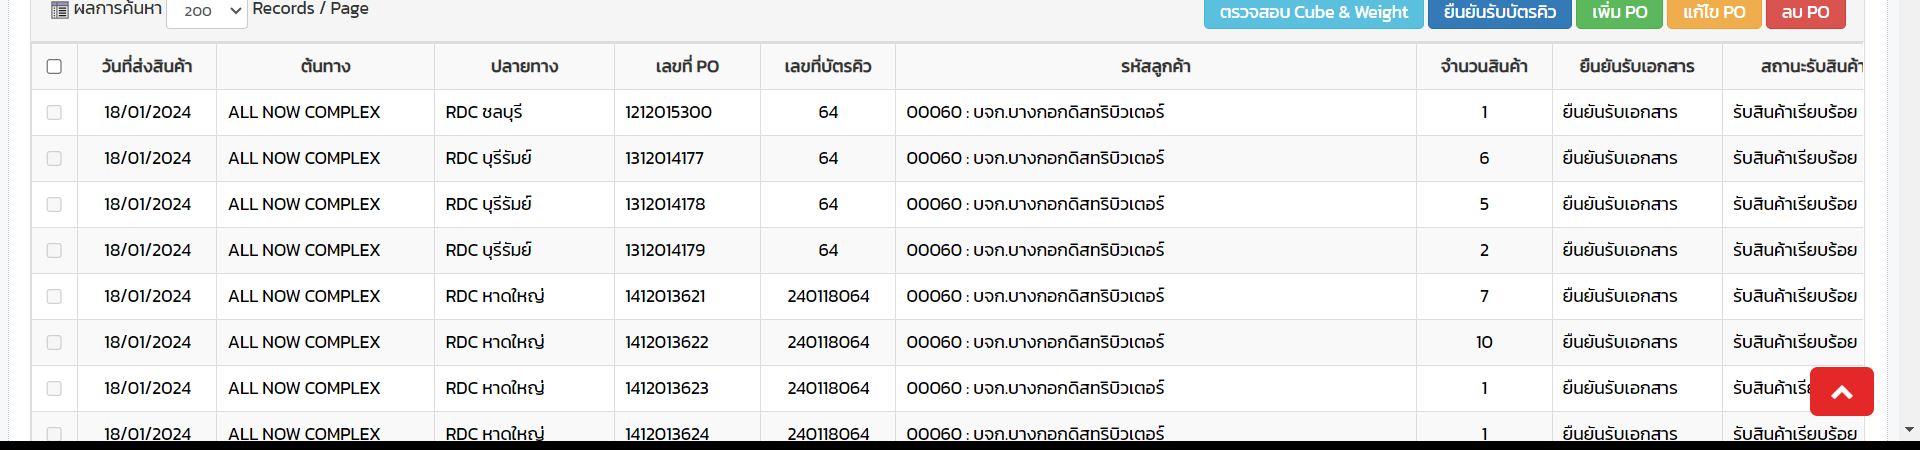 ผลการค้นหา 200 Records / Page ตรวจสอบ Cube & Weight ยืนยันรับบัตรคิว เพิ่ม PO แก้ไข PO ลบ PO
วันที่ส่งสินค้า ต้นทาง ปลายทาง เลขที่ PO เลขที่บัตรคิว รหัสลูกค้า จำนวนสินค้า ยืนยันรับเอกสาร สถานะรับสินค้า
18/01/2024 ALL NOW COMPLEX RDC ชลบุรี 1212015300 64 00060 : บจก.บางกอกดิสทริบิวเตอร์ 1 ยืนยันรับเอกสาร รับสินค้าเรียบร้อย
18/01/2024 ALL NOW COMPLEX RDC บุรีรัมย์ 1312014177 64 00060 : บจก.บางกอกดิสทริบิวเตอร์ 6 ยืนยันรับเอกสาร รับสินค้าเรียบร้อย
18/01/2024 ALL NOW COMPLEX RDC บุรีรัมย์ 1312014178 64 00060 : บจก.บางกอกดิสทริบิวเตอร์ 5 ยืนยันรับเอกสาร รับสินค้าเรียบร้อย
18/01/2024 ALL NOW COMPLEX RDC บุรีรัมย์ 1312014179 64 00060 : บจก.บางกอกดิสทริบิวเตอร์ 2 ยืนยันรับเอกสาร รับสินค้าเรียบร้อย
18/01/2024 ALL NOW COMPLEX RDC หาดใหญ่ 1412013621 240118064 00060 : บจก.บางกอกดิสทริบิวเตอร์ 7 ยืนยันรับเอกสาร รับสินค้าเรียบร้อย
18/01/2024 ALL NOW COMPLEX RDC หาดใหญ่ 1412013622 240118064 00060 : บจก.บางกอกดิสทริบิวเตอร์ 10 ยืนยันรับเอกสาร รับสินค้าเรียบร้อย
18/01/2024 ALL NOW COMPLEX RDC หาดใหญ่ 1412013623 240118064 00060 : บจก.บางกอกดิสทริบิวเตอร์ 1 ยืนยันรับเอกสาร รับสินค้าเรี
18/01/2024 ALL NOW COMPLEX RDC หาดใหญ่ 1412013624 240118064 00060 : บจก.บางกอกดิสทริบิวเตอร์ 1 ยืนยันรับเอกสาร รับสินค้าเรียบร้อย